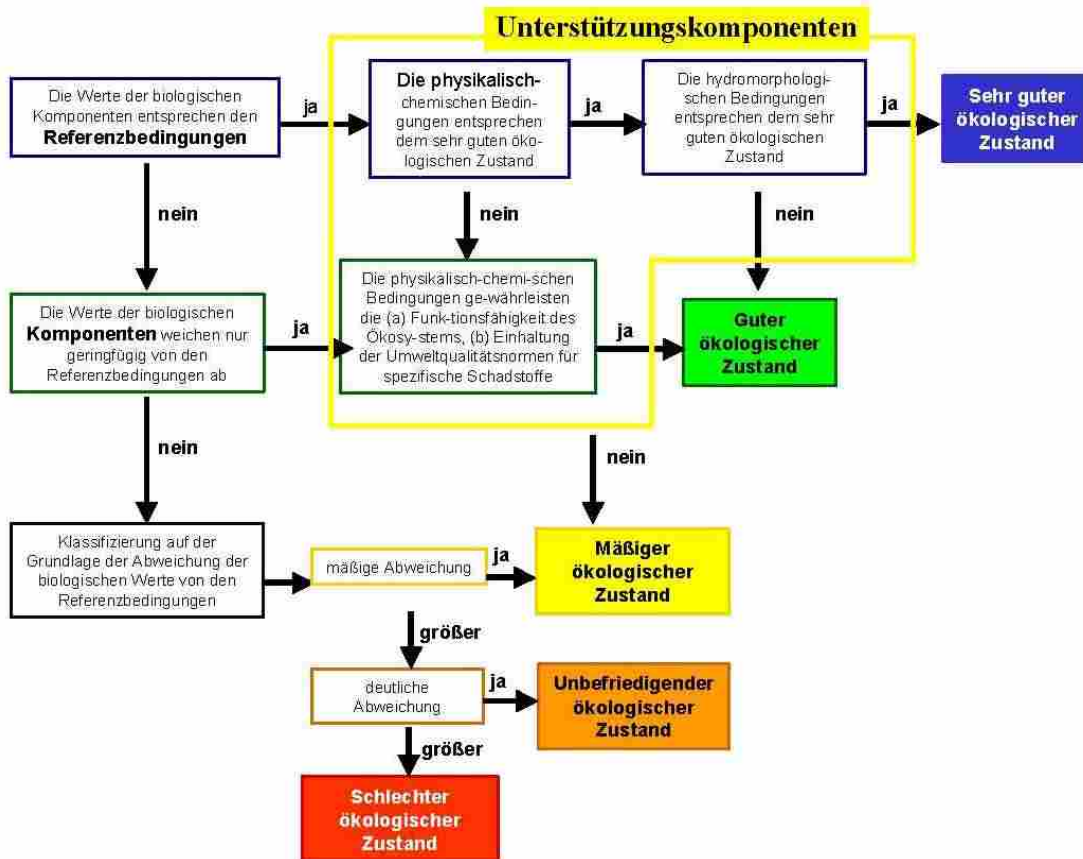 Unterstützungskomponenten
Die Werte der biologischen
Komponenten entsprechen den
Referenzbedingungen
ja
Die physikalisch-
chemischen Bedin-
gungen entsprechen
dem sehr guten öko-
logischen Zustand
ja
Die hydromorphologi-
schen Bedingungen
entsprechen dem sehr
guten ökologischen
Zustand
ja
Sehr guter
ökologischer
Zustand
nein
nein
nein
Die Werte der biologischen
Komponenten weichen nur
geringfügig von den
Referenzbedingungen ab
ja
Die physikalisch-chemi-schen
Bedingungen ge-währleisten
die (a) Funk-tionsfähigkeit des
Ökosy-stems, (b) Einhaltung
der Umweltqualitätsnormen für
spezifische Schadstoffe
ja
Guter
ökologischer
Zustand
nein
nein
Klassifizierung auf der
Grundlage der Abweichung der
biologischen Werte von den
Referenzbedingungen
mäßige Abweichung
ja
Mäßiger
ökologischer
Zustand
größer
deutliche
Abweichung
ja
Unbefriedigender
ökologischer
Zustand
größer
Schlechter
ökologischer
Zustand